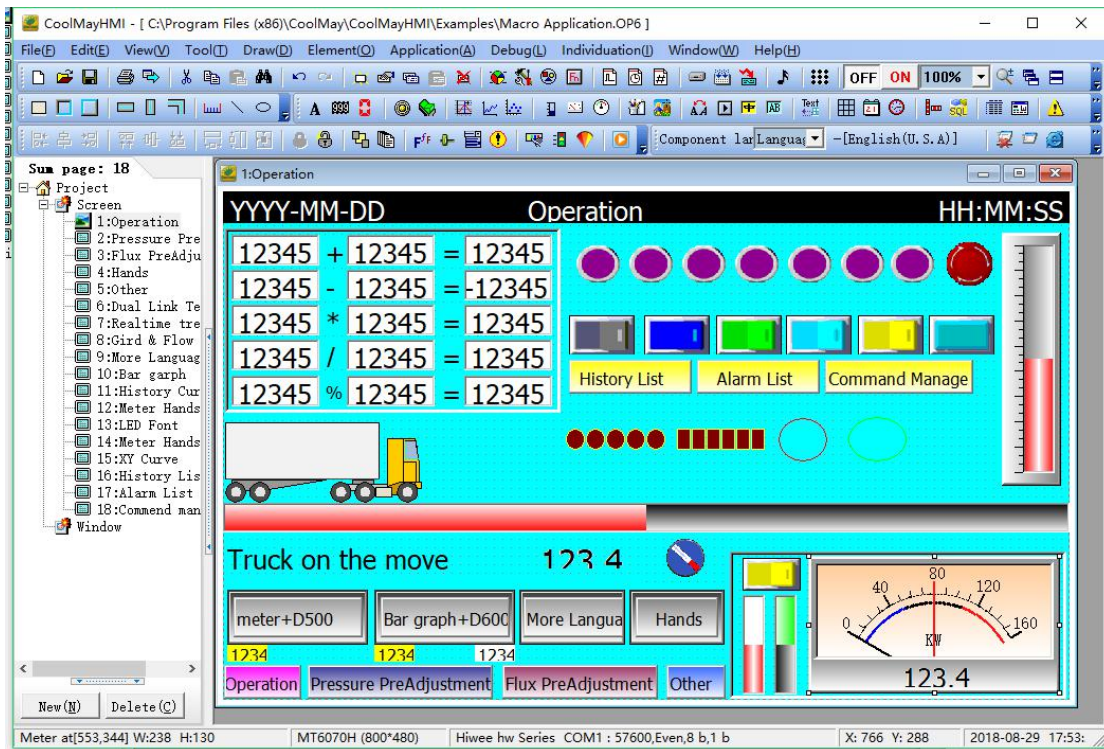 CoolMayHMI - [ C:\Program Files (x86)\CoolMay\CoolMayHMI\Examples\Macro Application.OP6 ]
File(F) Edit(E) View(V) Tool(T) Draw(D) Element(O) Application(A) Debug(L) Individuation(I) Window(W) Help(H)
OFF ON 100%
Component lar Languag -[English(U.S.A)]
Sum page: 18
Project
Screen
1:Operation
2:Pressure Pre
3:Flux PreAdju
4:Hands
5:Other
6:Dual Link Te
7:Realtime tre
8:Gird & Flow
9:More Languag
10:Bar garph
11:History Cur
12:Meter Hands
13:LED Font
14:Meter Hands
15:XY Curve
16:History Lis
17:Alarm List
18:Commend man
Window
New(N) Delete(C)
1:Operation
YYYY-MM-DD Operation HH:MM:SS
12345 + 12345 = 12345
12345 - 12345 = -12345
12345 * 12345 = 12345
12345 / 12345 = 12345
12345 % 12345 = 12345
History List Alarm List Command Manage
Truck on the move 123.4
meter+D500 Bar graph+D600 More Langua Hands
1234 1234 1234
Operation Pressure PreAdjustment Flux PreAdjustment Other
0 40 80 120 160
KW
123.4
Meter at[553,344] W:238 H:130 MT6070H (800*480) Hiwee hw Series COM1 : 57600,Even,8 b,1 b X: 766 Y: 288 2018-08-29 17:53: